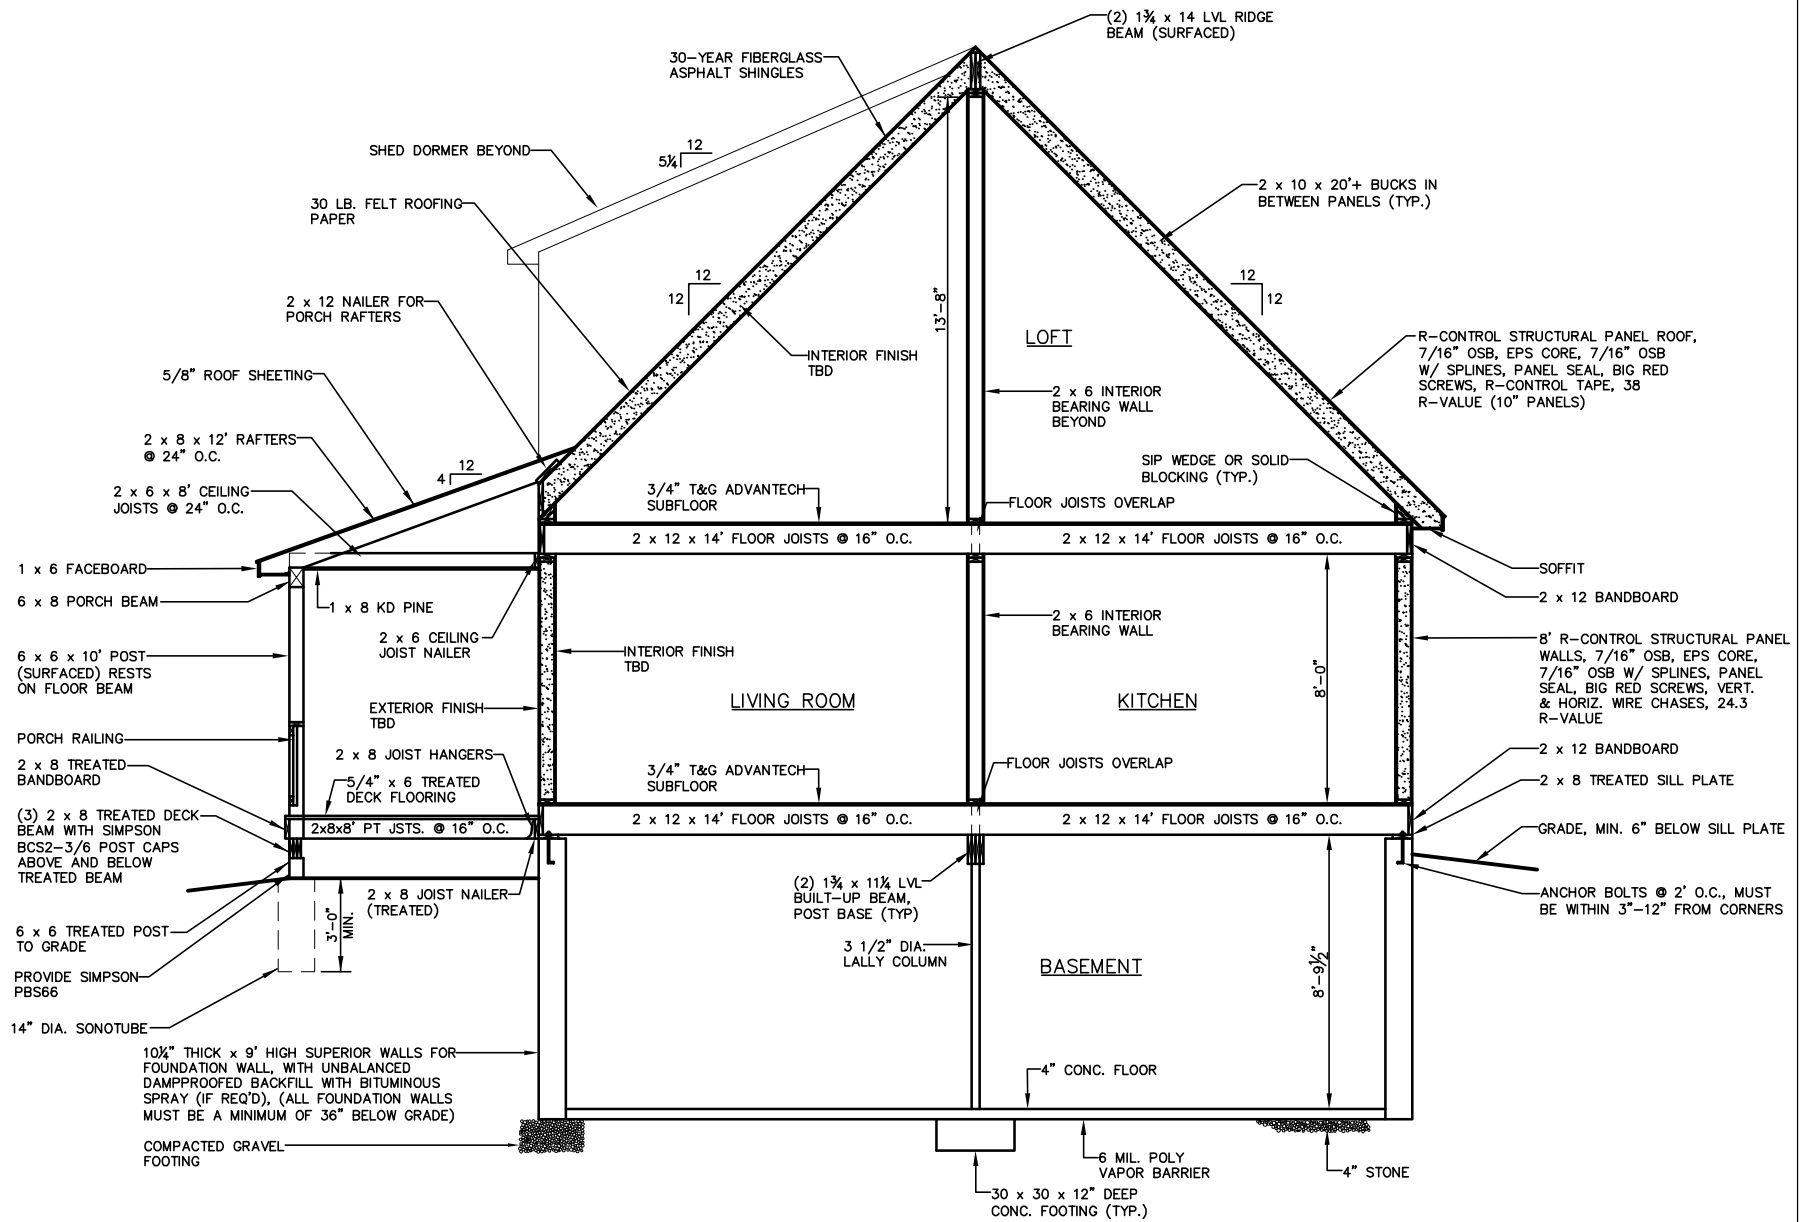 (2) 1¾ x 14 LVL RIDGE
BEAM (SURFACED)
30-YEAR FIBERGLASS
ASPHALT SHINGLES
SHED DORMER BEYOND
12
5¼
30 LB. FELT ROOFING
PAPER
2 x 10 x 20'+ BUCKS IN
BETWEEN PANELS (TYP.)
12
12
12
12
2 x 12 NAILER FOR
PORCH RAFTERS
13'-8"
LOFT
R-CONTROL STRUCTURAL PANEL ROOF,
7/16" OSB, EPS CORE, 7/16" OSB
W/ SPLINES, PANEL SEAL, BIG RED
SCREWS, R-CONTROL TAPE, 38
R-VALUE (10" PANELS)
INTERIOR FINISH
TBD
5/8" ROOF SHEETING
2 x 6 INTERIOR
BEARING WALL
BEYOND
2 x 8 x 12' RAFTERS
@ 24" O.C.
12
4
SIP WEDGE OR SOLID
BLOCKING (TYP.)
2 x 6 x 8' CEILING
JOISTS @ 24" O.C.
3/4" T&G ADVANTECH
SUBFLOOR
FLOOR JOISTS OVERLAP
2 x 12 x 14' FLOOR JOISTS @ 16" O.C.
2 x 12 x 14' FLOOR JOISTS @ 16" O.C.
1 x 6 FACEBOARD
SOFFIT
6 x 8 PORCH BEAM
1 x 8 KD PINE
2 x 12 BANDBOARD
2 x 6 CEILING
JOIST NAILER
2 x 6 INTERIOR
BEARING WALL
6 x 6 x 10' POST
(SURFACED) RESTS
ON FLOOR BEAM
INTERIOR FINISH
TBD
8'-0"
8' R-CONTROL STRUCTURAL PANEL
WALLS, 7/16" OSB, EPS CORE,
7/16" OSB W/ SPLINES, PANEL
SEAL, BIG RED SCREWS, VERT.
& HORIZ. WIRE CHASES, 24.3
R-VALUE
EXTERIOR FINISH
TBD
LIVING ROOM
KITCHEN
PORCH RAILING
2 x 8 JOIST HANGERS
2 x 12 BANDBOARD
2 x 8 TREATED
BANDBOARD
5/4" x 6 TREATED
DECK FLOORING
3/4" T&G ADVANTECH
SUBFLOOR
FLOOR JOISTS OVERLAP
2 x 8 TREATED SILL PLATE
(3) 2 x 8 TREATED DECK
BEAM WITH SIMPSON
BCS2-3/6 POST CAPS
ABOVE AND BELOW
TREATED BEAM
2x8x8' PT JSTS. @ 16" O.C.
2 x 12 x 14' FLOOR JOISTS @ 16" O.C.
2 x 12 x 14' FLOOR JOISTS @ 16" O.C.
GRADE, MIN. 6" BELOW SILL PLATE
2 x 8 JOIST NAILER
(TREATED)
(2) 1¾ x 11¼ LVL
BUILT-UP BEAM,
POST BASE (TYP)
ANCHOR BOLTS @ 2' O.C., MUST
BE WITHIN 3"-12" FROM CORNERS
3'-0"
MIN.
6 x 6 TREATED POST
TO GRADE
3 1/2" DIA.
LALLY COLUMN
BASEMENT
8'-9½"
PROVIDE SIMPSON
PBS66
14" DIA. SONOTUBE
10¼" THICK x 9' HIGH SUPERIOR WALLS FOR
FOUNDATION WALL, WITH UNBALANCED
DAMPPROOFED BACKFILL WITH BITUMINOUS
SPRAY (IF REQ'D), (ALL FOUNDATION WALLS
MUST BE A MINIMUM OF 36" BELOW GRADE)
4" CONC. FLOOR
COMPACTED GRAVEL
FOOTING
6 MIL. POLY
VAPOR BARRIER
4" STONE
30 x 30 x 12" DEEP
CONC. FOOTING (TYP.)